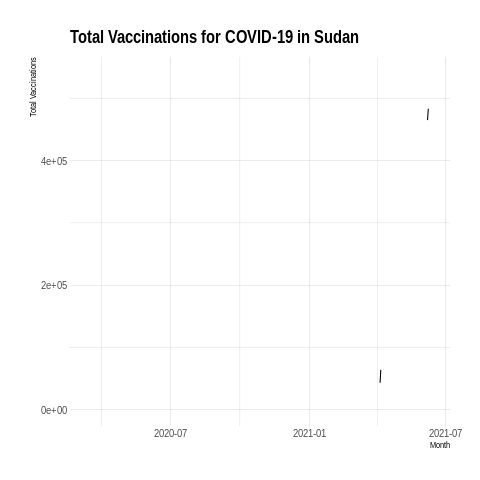 Total Vaccinations for COVID-19 in Sudan
Total Vaccinations
4e+05
2e+05
0e+00
2020-07 2021-01 2021-07
Month